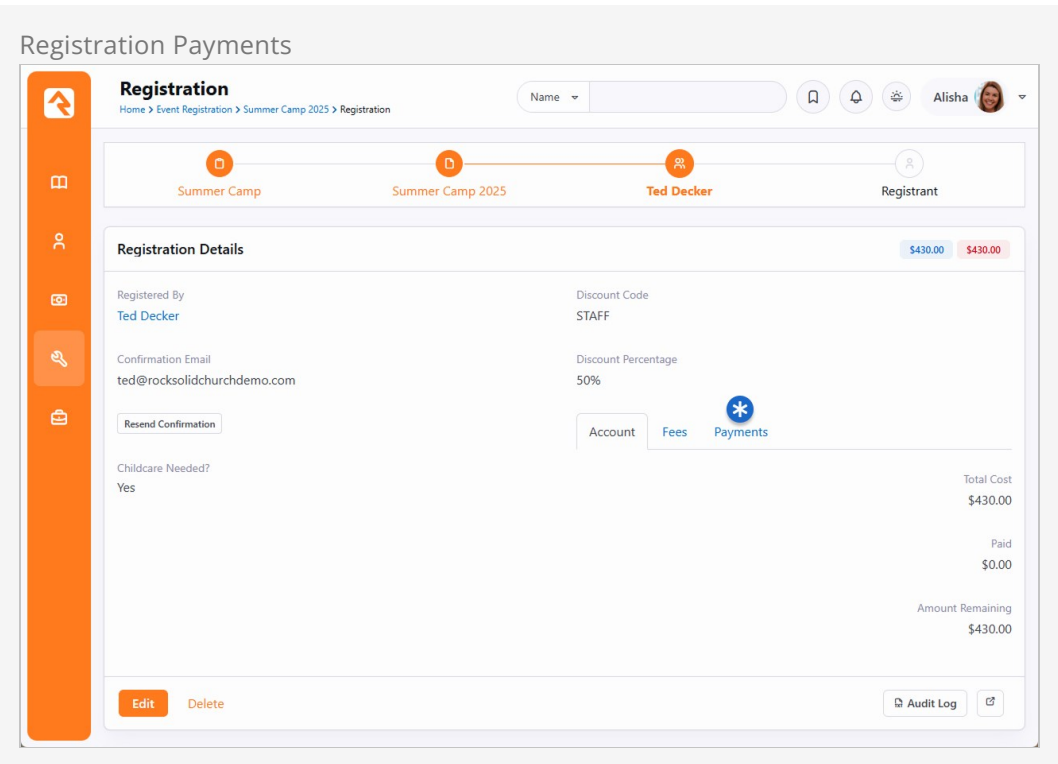 Registration Payments
Registration
Home > Event Registration > Summer Camp 2025 > Registration
Name
Alisha
Summer Camp
Summer Camp 2025
Ted Decker
Registrant
Registration Details
$430.00
$430.00
Registered By
Ted Decker
Discount Code
STAFF
Confirmation Email
ted@rocksolidchurchdemo.com
Discount Percentage
50%
Resend Confirmation
Account
Fees
Payments
Childcare Needed?
Yes
Total Cost
$430.00
Paid
$0.00
Amount Remaining
$430.00
Edit
Delete
Audit Log